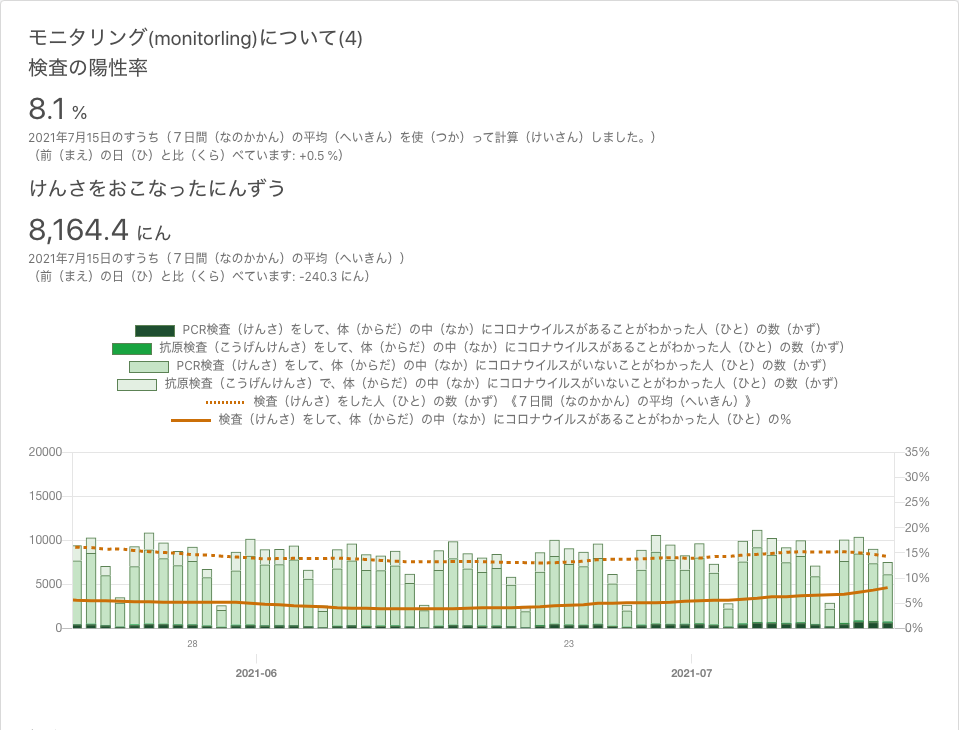 モニタリング(monitorling)について(4)
検査の陽性率
8.1 %
2021年7月15日のすうち（７日間（なのかかん）の平均（へいきん）を使（つか）って計算（けいさん）しました。）
（前（まえ）の日（ひ）と比（くら）べています: +0.5 %）
けんさをおこなったにんずう
8,164.4 にん
2021年7月15日のすうち（７日間（なのかかん）の平均（へいきん））
（前（まえ）の日（ひ）と比（くら）べています: -240.3 にん）
PCR検査（けんさ）をして、体（からだ）の中（なか）にコロナウイルスがあることがわかった人（ひと）の数（かず）
抗原検査（こうげんけんさ）をして、体（からだ）の中（なか）にコロナウイルスがあることがわかった人（ひと）の数（かず）
PCR検査（けんさ）をして、体（からだ）の中（なか）にコロナウイルスがいないことがわかった人（ひと）の数（かず）
抗原検査（こうげんけんさ）で、体（からだ）の中（なか）にコロナウイルスがいないことがわかった人（ひと）の数（かず）
検査（けんさ）をした人（ひと）の数（かず）《７日間（なのかかん）の平均（へいきん）》
検査（けんさ）をして、体（からだ）の中（なか）にコロナウイルスがあることがわかった人（ひと）の％
20000 35%
30%
15000 25%
20%
10000 15%
5000 10%
5%
0 0%
28 23
2021-06 2021-07